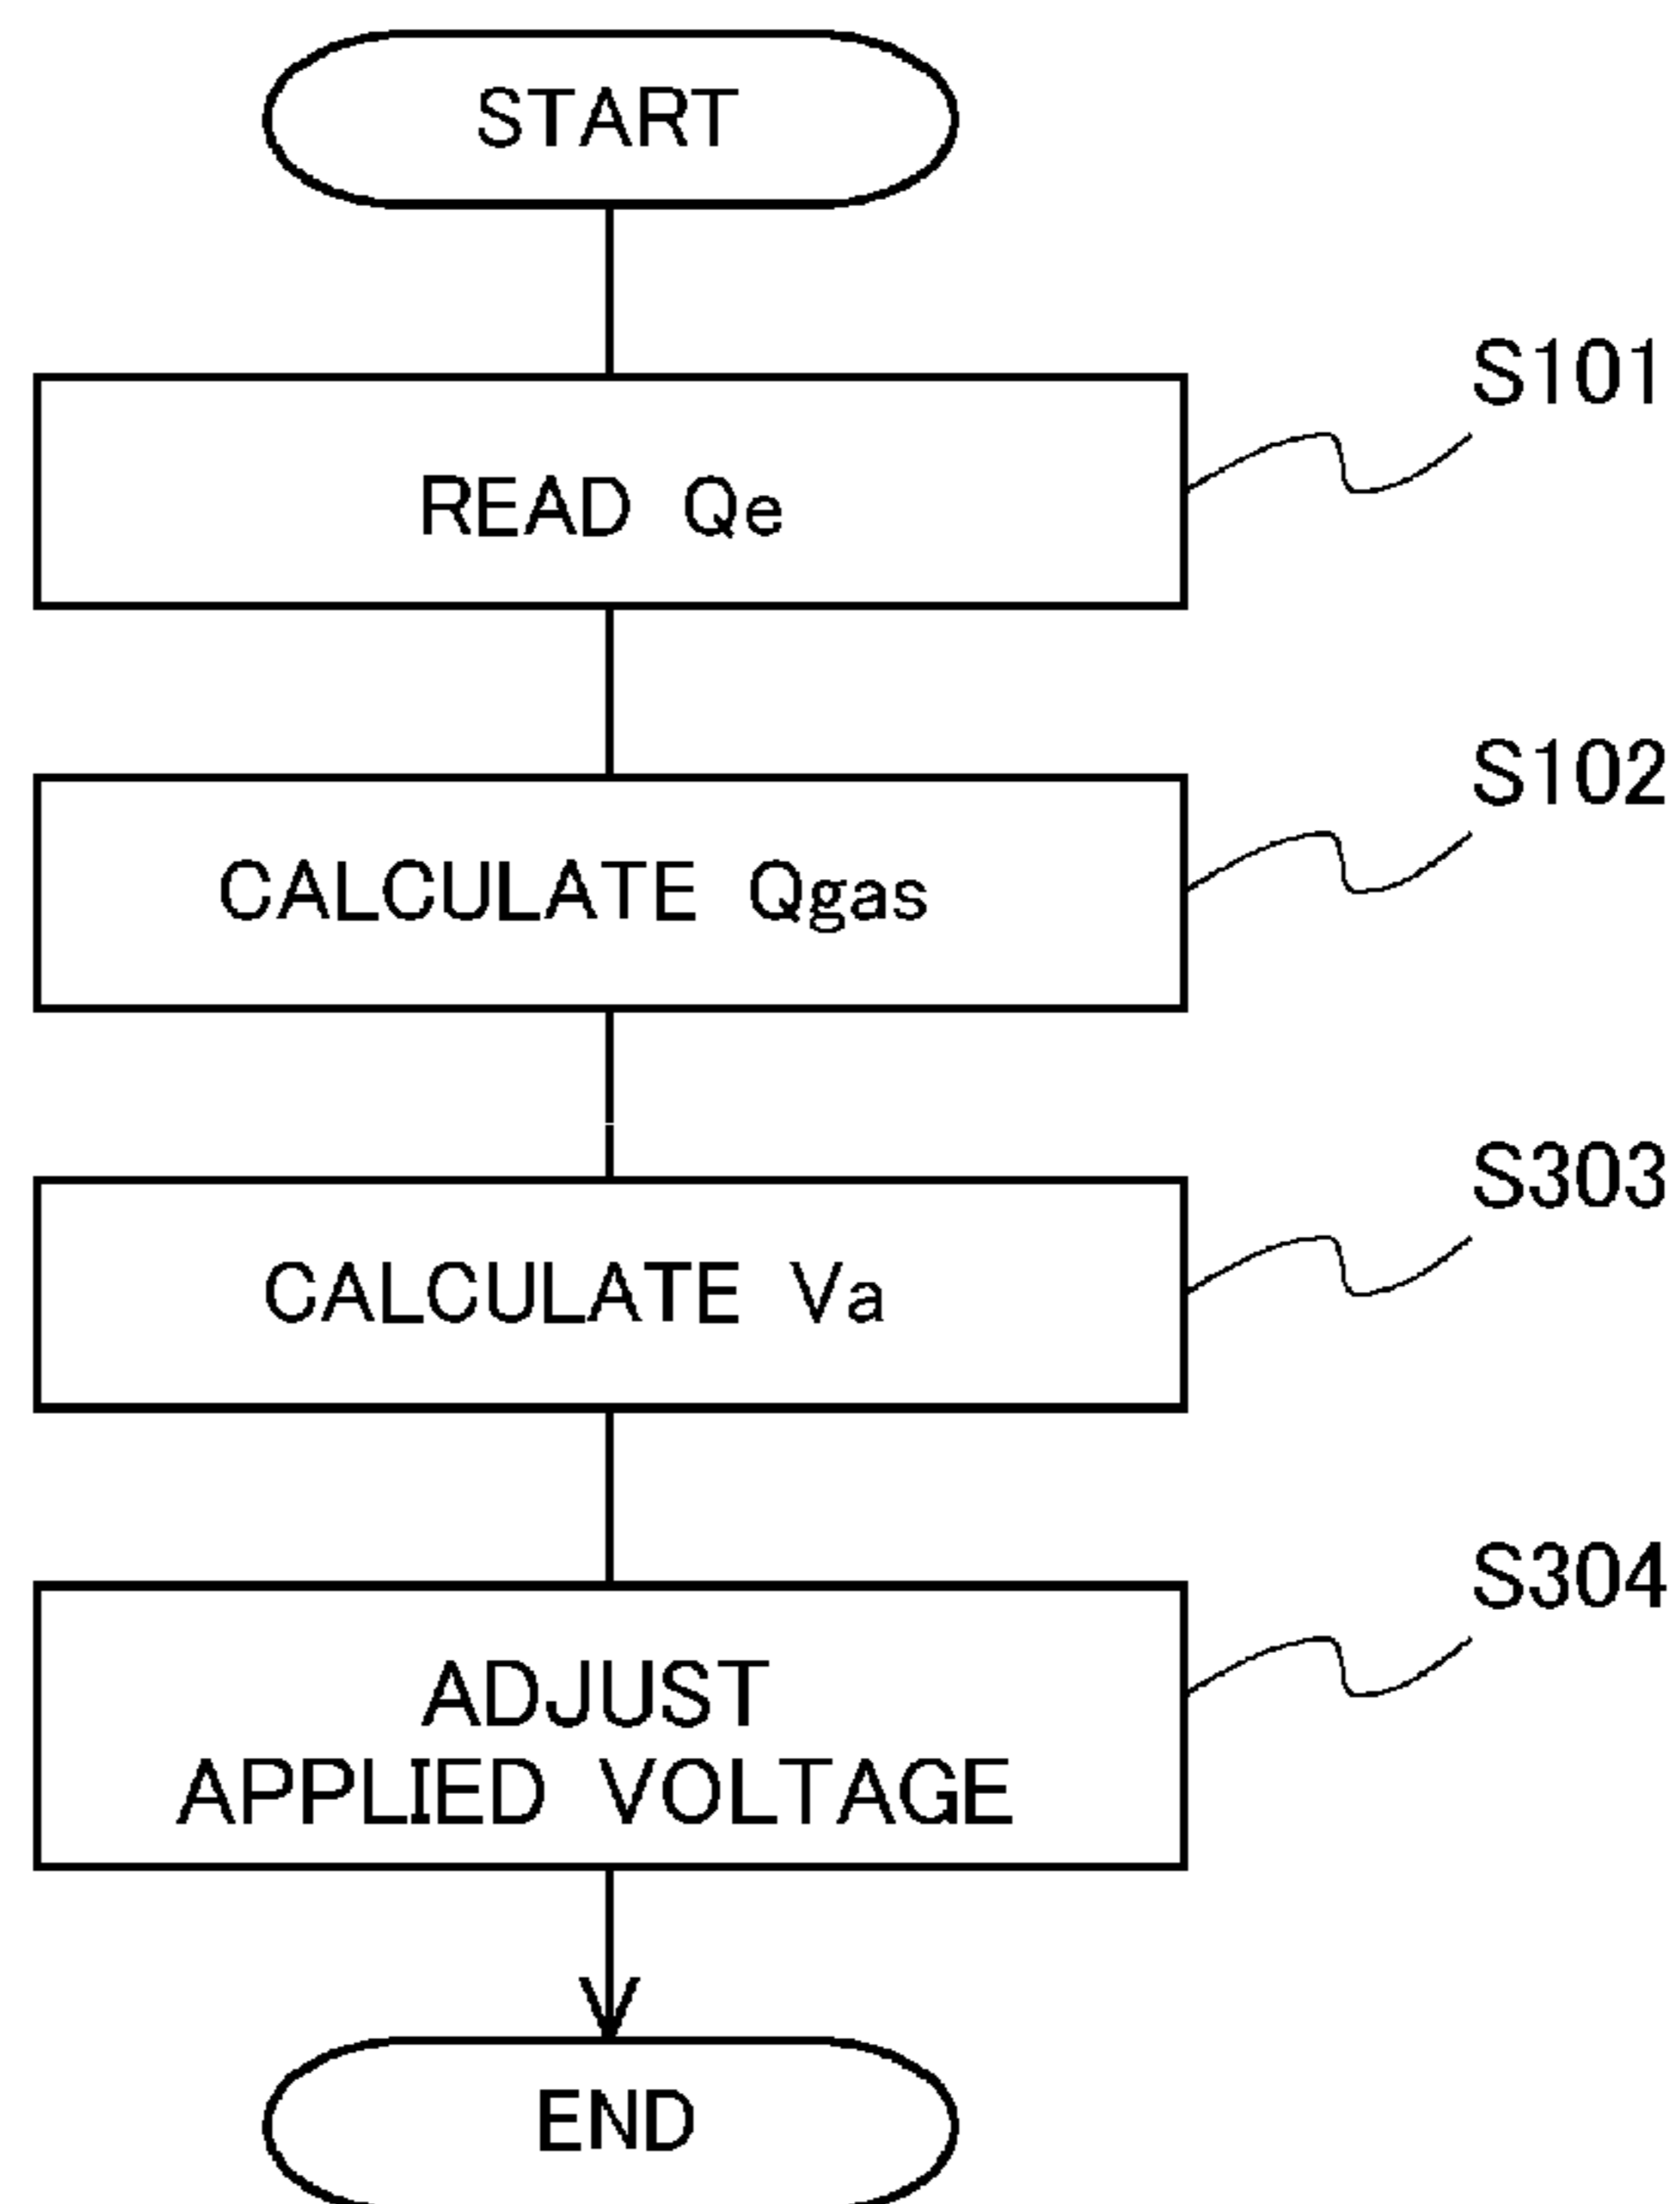 START
S101
READ Qe
S102
CALCULATE Qgas
S303
CALCULATE Va
S304
ADJUST
APPLIED VOLTAGE
END